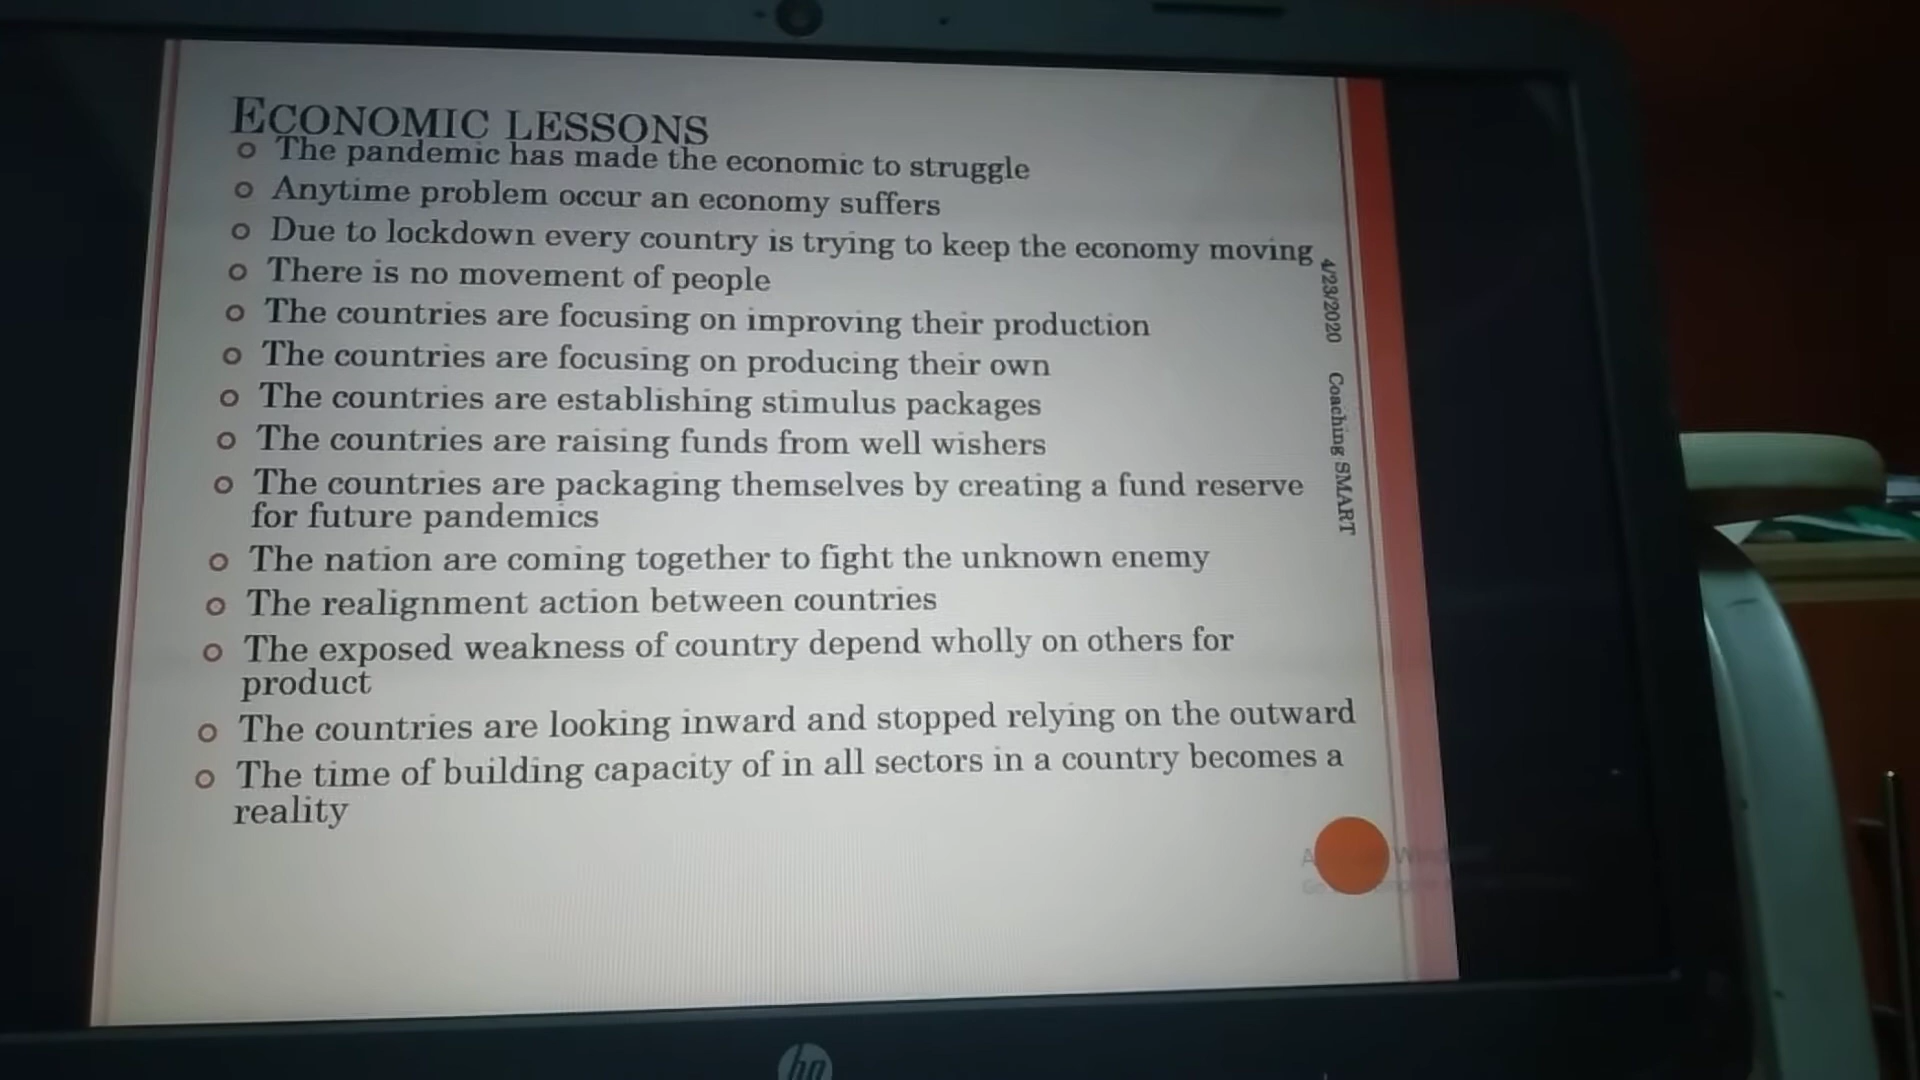 ECONOMIC LESSONS
The pandemic has made the economic to struggle
Anytime problem occur an economy suffers
Due to lockdown every country is trying to keep the economy moving
There is no movement of people
The countries are focusing on improving their production
The countries are focusing on producing their own
The countries are establishing stimulus packages
The countries are raising funds from well wishers
The countries are packaging themselves by creating a fund reserve
for future pandemics
The nation are coming together to fight the unknown enemy
The realignment action between countries
The exposed weakness of country depend wholly on others for
product
The countries are looking inward and stopped relying on the outward
The time of building capacity of in all sectors in a country becomes a
reality
4/23/2020 Coaching SMART
hp